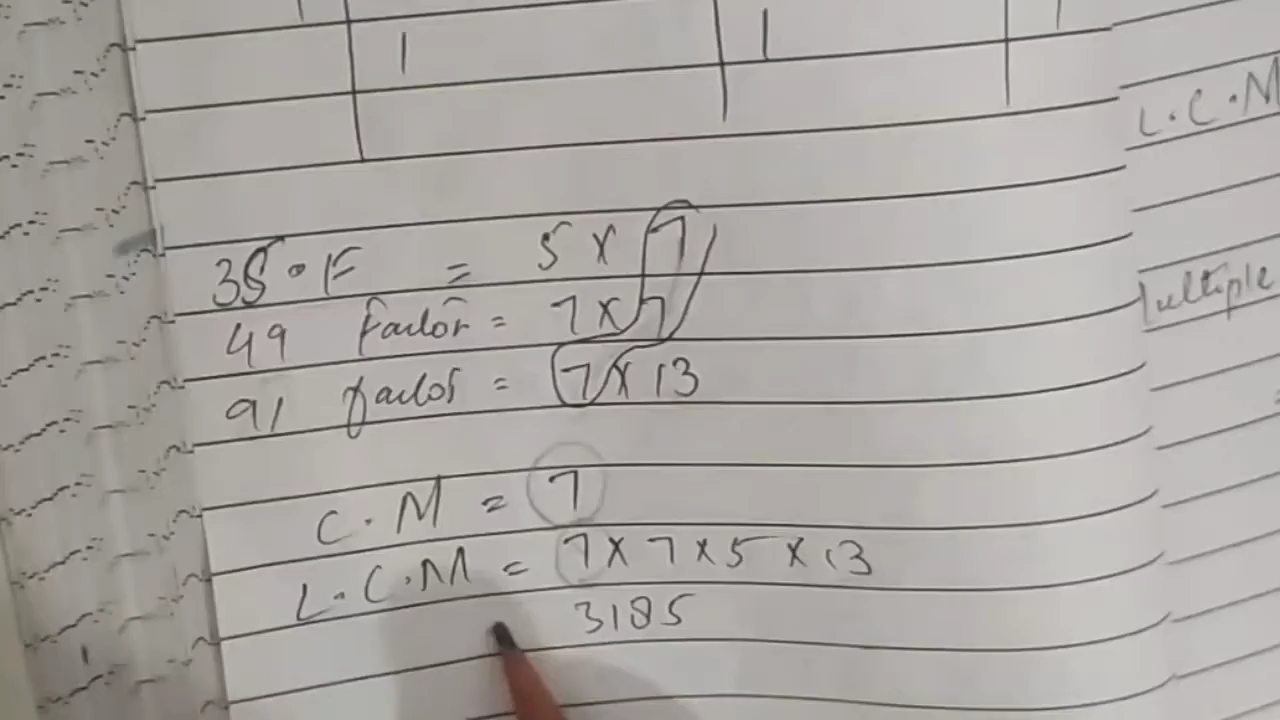 1 1
L.C.M
35.F = 5 x 7
49 Factor = 7 x 7
Multiple
91 factor = 7 x 13
C.M = 7
L.C.M = 7 x 7 x 5 x 13
3185